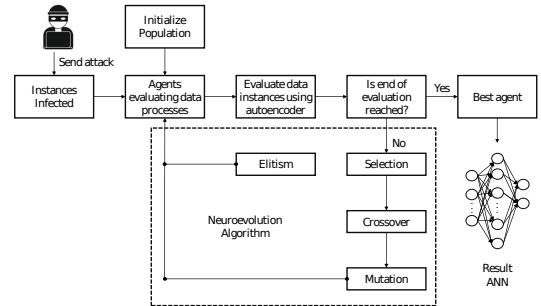 Initialize
Population
Send attack
Instances
Infected
Agents
evaluating data
processes
Evaluate data
instances using
autoencoder
Is end of
evaluation
reached?
Yes
Best agent
No
Elitism
Selection
Neuroevolution
Algorithm
Crossover
Mutation
Result
ANN